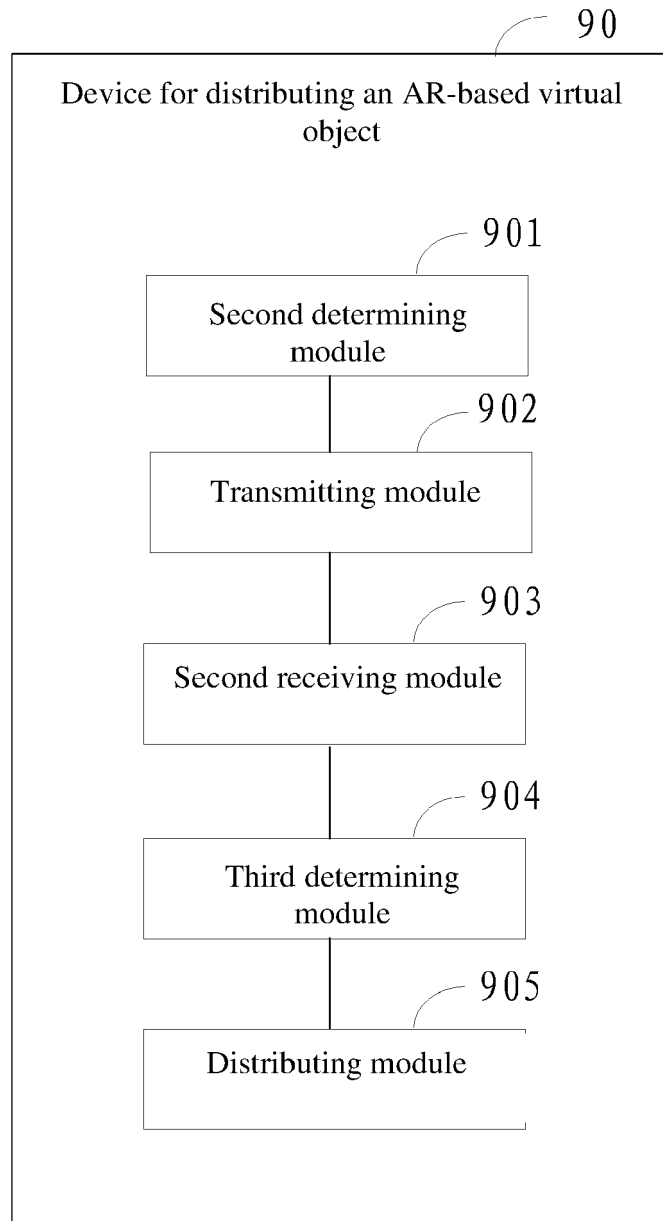 90
Device for distributing an AR-based virtual
object
901
Second determining
module
902
Transmitting module
903
Second receiving module
904
Third determining
module
905
Distributing module